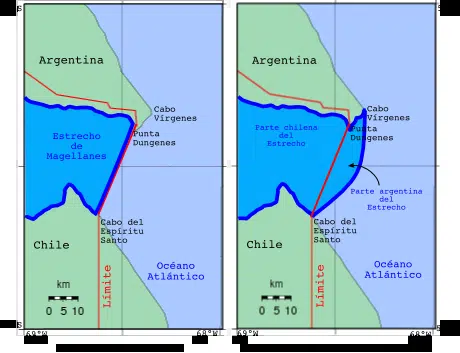 Argentina
Cabo
Vírgenes
Estrecho
de
Magellanes
Punta
Dungenes
Cabo del
Espíritu
Santo
Chile
Océano
Atlántico
Límite
km
0 5 10
69°W
68°W
Argentina
Cabo
Vírgenes
Parte chilena
del
Estrecho
Punta
Dungenes
Parte argentina
del
Estrecho
Cabo del
Espíritu
Santo
Chile
Océano
Atlántico
Límite
km
0 5 10
69°W
68°W